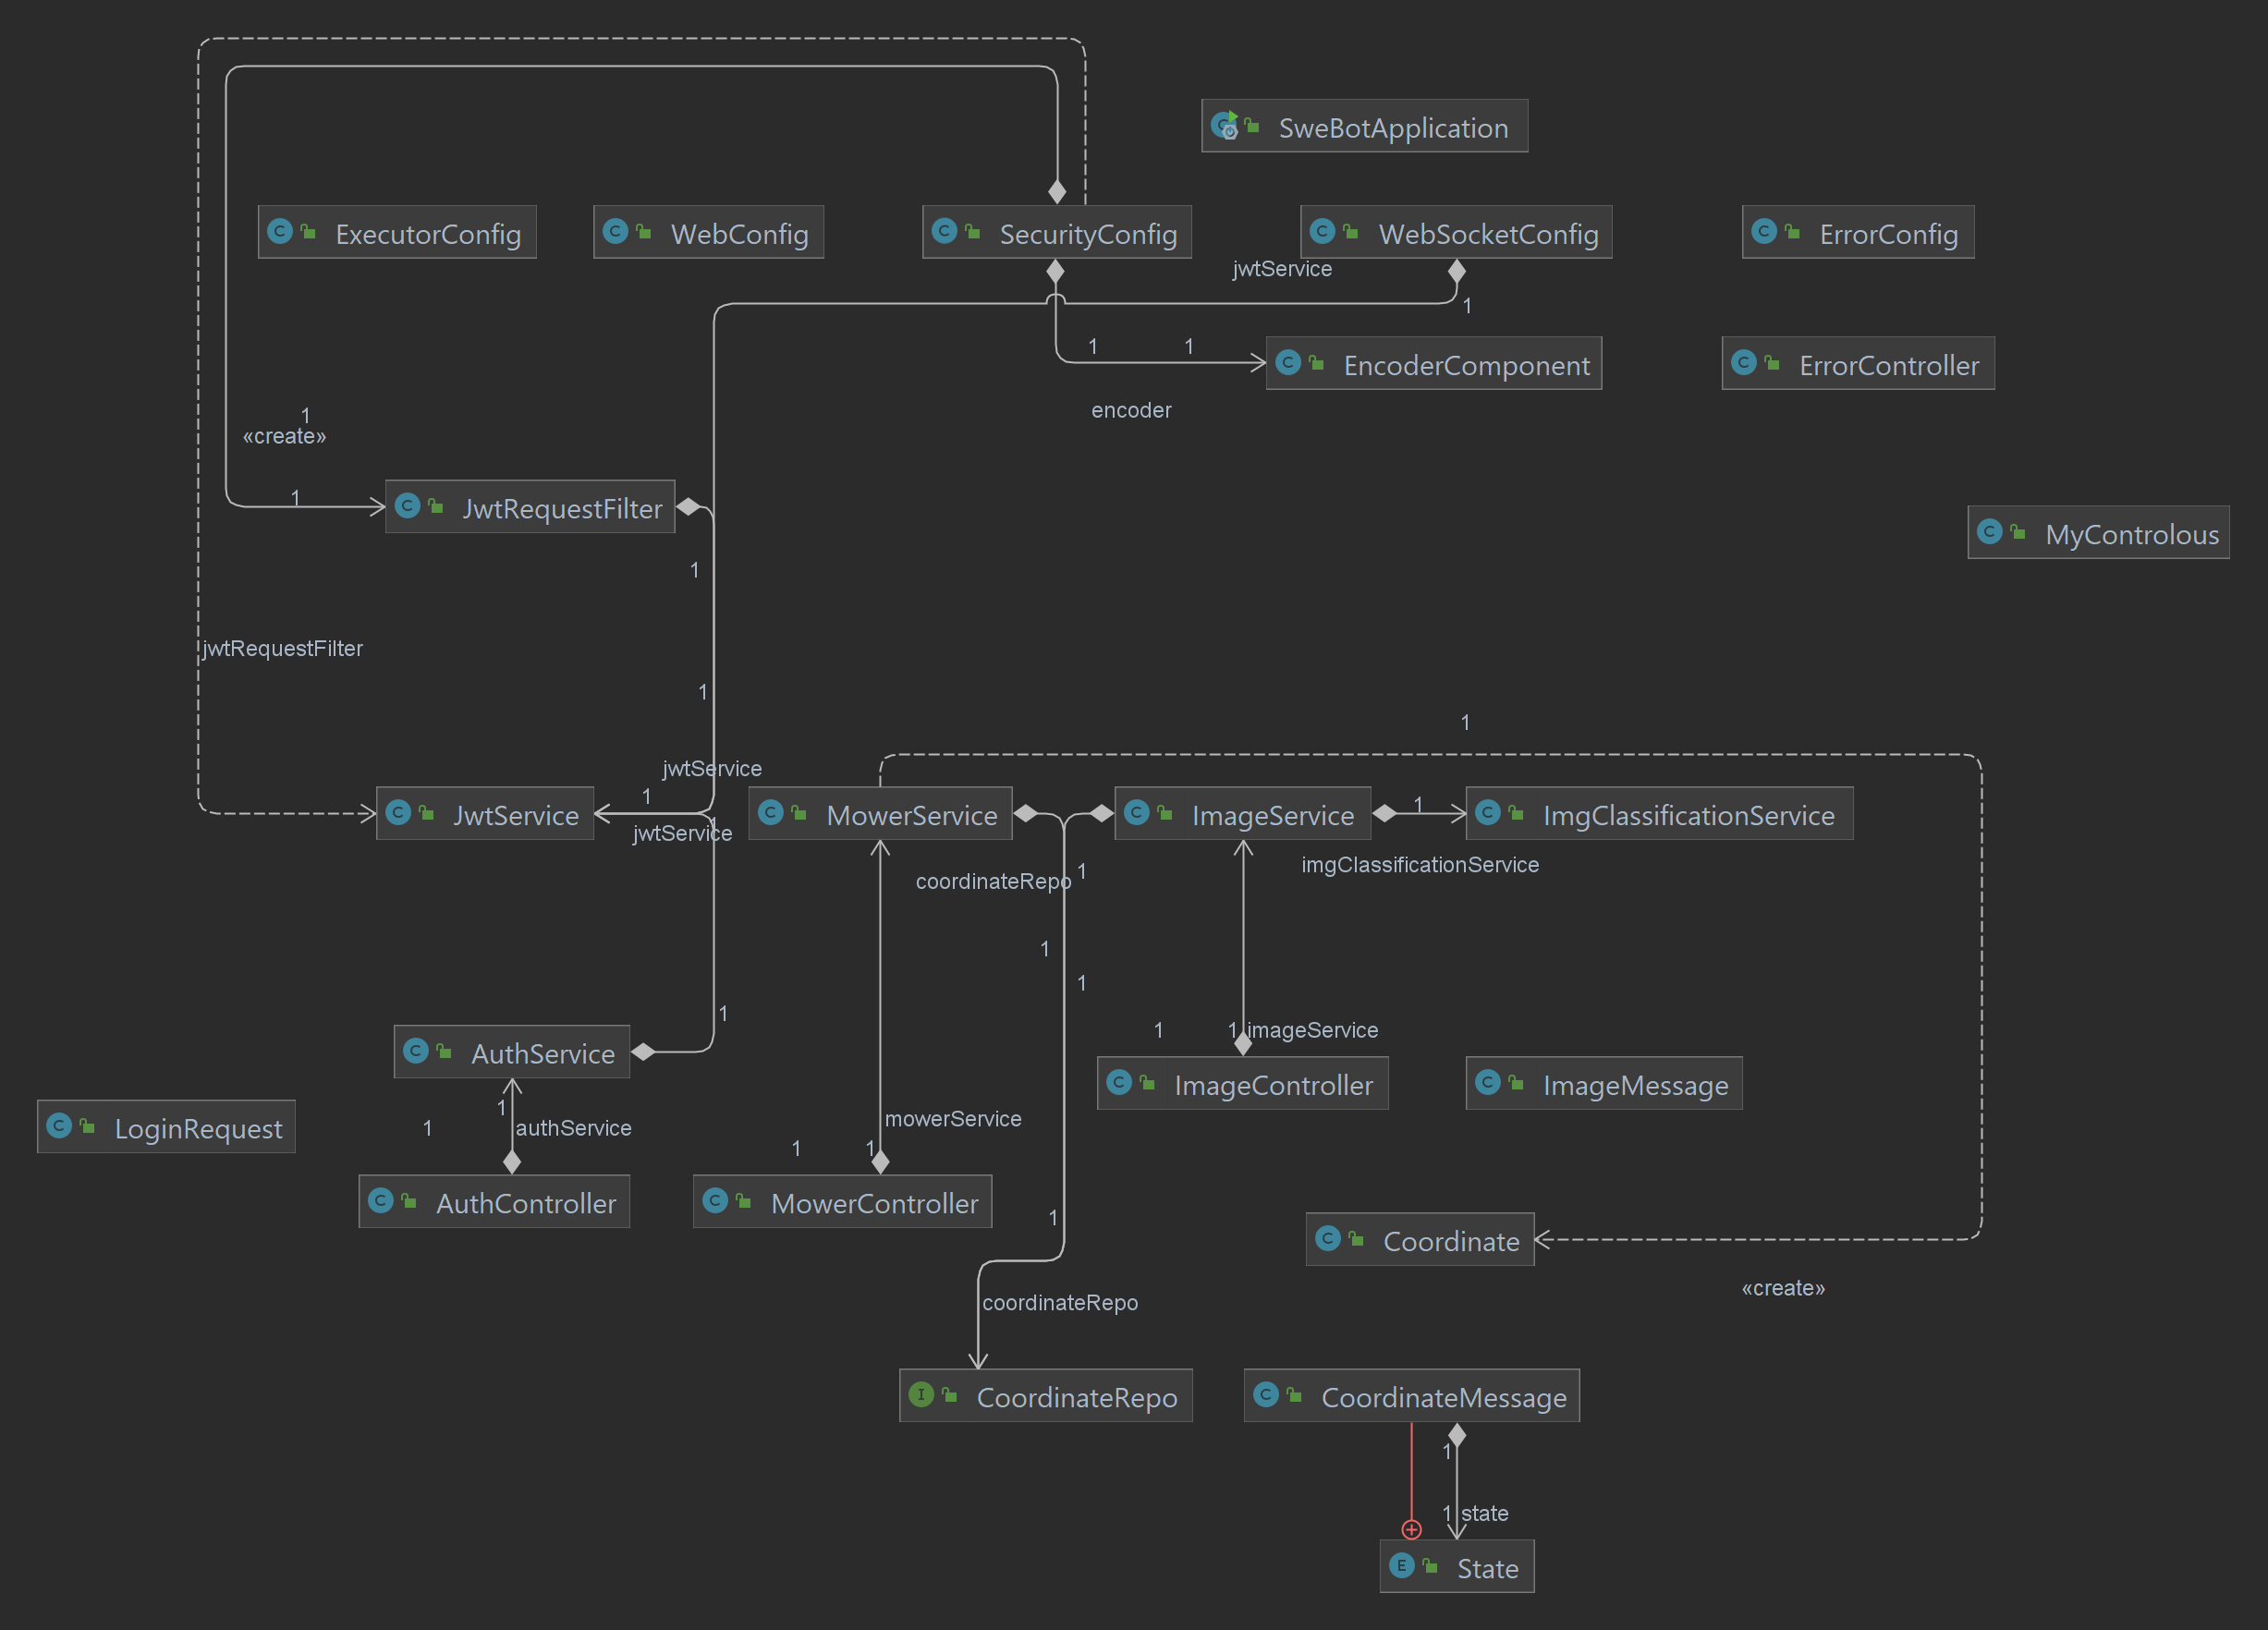 SweBotApplication
ExecutorConfig
WebConfig
SecurityConfig
WebSocketConfig
ErrorConfig
jwtService
1
1
1
EncoderComponent
ErrorController
encoder
1
«create»
1
JwtRequestFilter
MyControlous
1
jwtRequestFilter
1
1
jwtService
1
JwtService
MowerService
ImageService
1
ImgClassificationService
1
jwtService
imgClassificationService
coordinateRepo
1
1
1
1
1
1
imageService
AuthService
ImageController
ImageMessage
1
1
authService
mowerService
LoginRequest
1
1
AuthController
MowerController
1
Coordinate
«create»
coordinateRepo
CoordinateRepo
CoordinateMessage
1
1
state
State